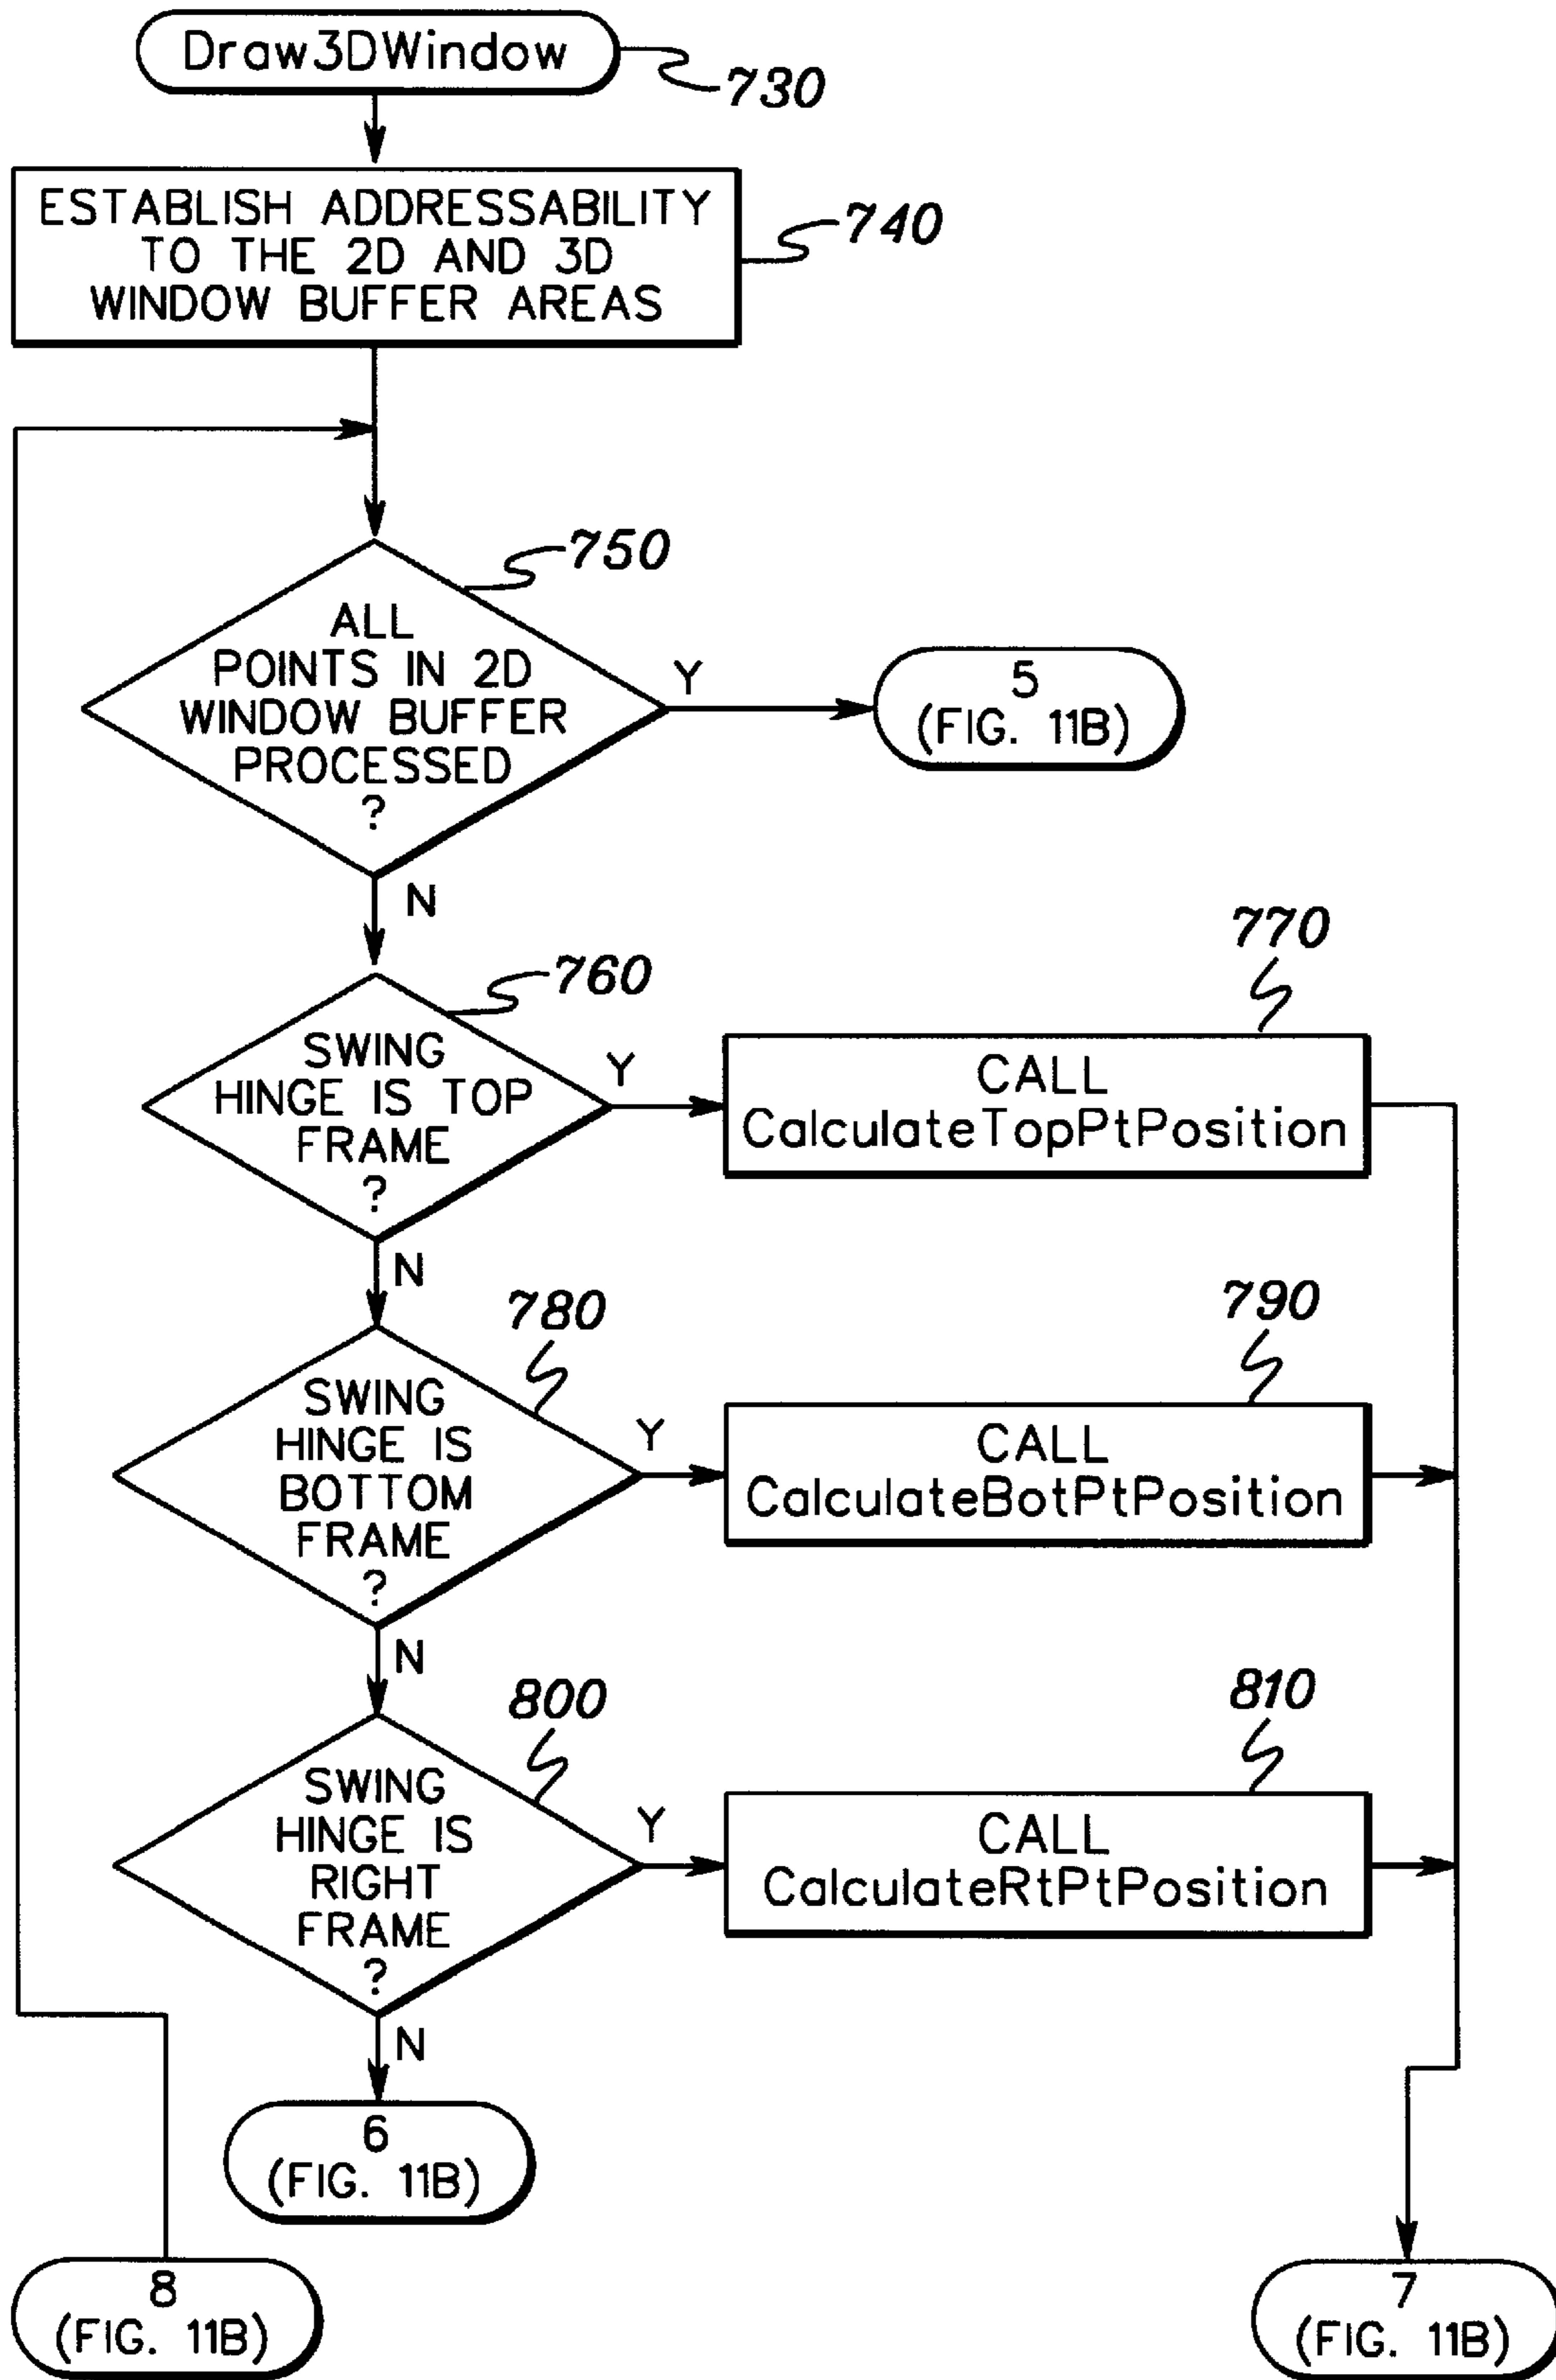 Draw3DWindow
730
ESTABLISH ADDRESSABILITY
TO THE 2D AND 3D
WINDOW BUFFER AREAS
740
750
ALL
POINTS IN 2D
WINDOW BUFFER
PROCESSED
?
Y
5
(FIG. 11B)
N
760
SWING
HINGE IS TOP
FRAME
?
Y
770
CALL
CalculateTopPtPosition
N
780
SWING
HINGE IS
BOTTOM
FRAME
?
Y
790
CALL
CalculateBotPtPosition
N
800
SWING
HINGE IS
RIGHT
FRAME
?
Y
810
CALL
CalculateRtPtPosition
N
6
(FIG. 11B)
8
(FIG. 11B)
7
(FIG. 11B)